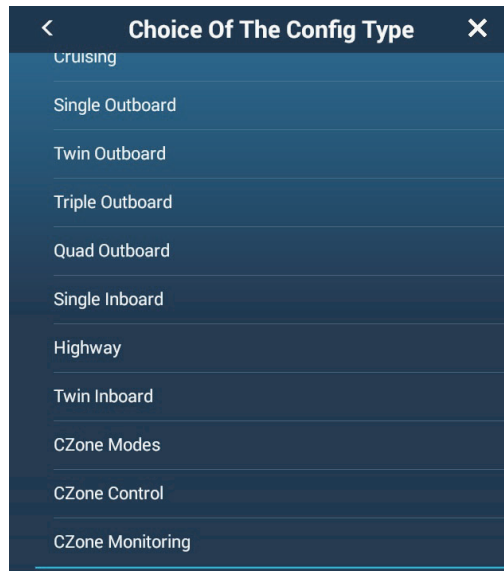 Choice Of The Config Type
Cruising
Single Outboard
Twin Outboard
Triple Outboard
Quad Outboard
Single Inboard
Highway
Twin Inboard
CZone Modes
CZone Control
CZone Monitoring